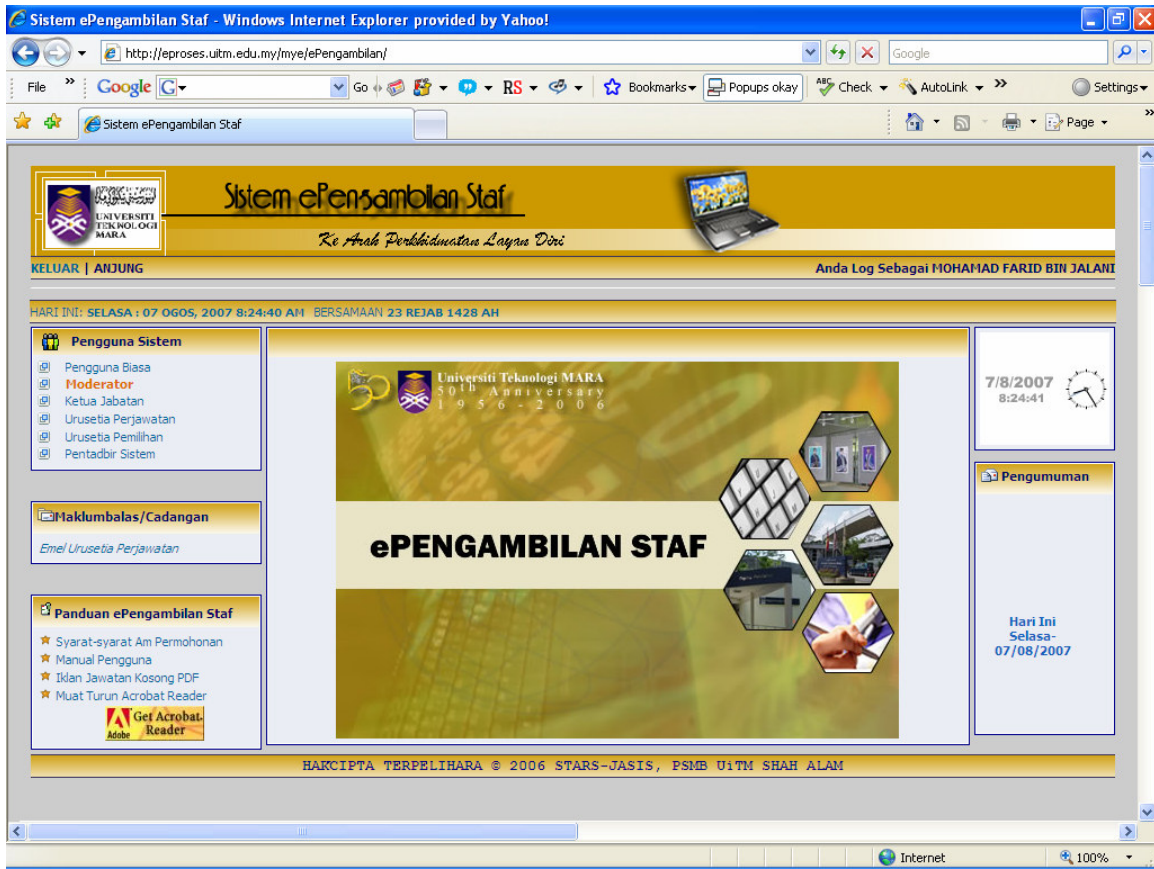 Sistem ePengambilan Staf - Windows Internet Explorer provided by Yahoo!
http://eproses.uitm.edu.my/mye/ePengambilan/
Google
File » Google G Go RS Bookmarks Popups okay Check AutoLink » Settings
Sistem ePengambilan Staf
Page »
UNIVERSITI
TEKNOLOGI
MARA
Sistem ePengambilan Staf
Ke Arah Perkhidmatan Layan Diri
KELUAR | ANJUNG
Anda Log Sebagai MOHAMAD FARID BIN JALANI
HARI INI: SELASA : 07 OGOS, 2007 8:24:40 AM BERSAMAAN 23 REJAB 1428 AH
Pengguna Sistem
Pengguna Biasa
Moderator
Ketua Jabatan
Urusetia Perjawatan
Urusetia Pemilihan
Pentadbir Sistem
Maklumbalas/Cadangan
Emel Urusetia Perjawatan
Panduan ePengambilan Staf
Syarat-syarat Am Permohonan
Manual Pengguna
Iklan Jawatan Kosong PDF
Muat Turun Acrobat Reader
Get Acrobat
Adobe Reader
50 Universiti Teknologi MARA
50th Anniversary
1956-2006
ePENGAMBILAN STAF
7/8/2007
8:24:41
Pengumuman
Hari Ini
Selasa-
07/08/2007
HAKCIPTA TERPELIHARA © 2006 STARS-JASIS, PSMB UiTM SHAH ALAM
Internet
100%